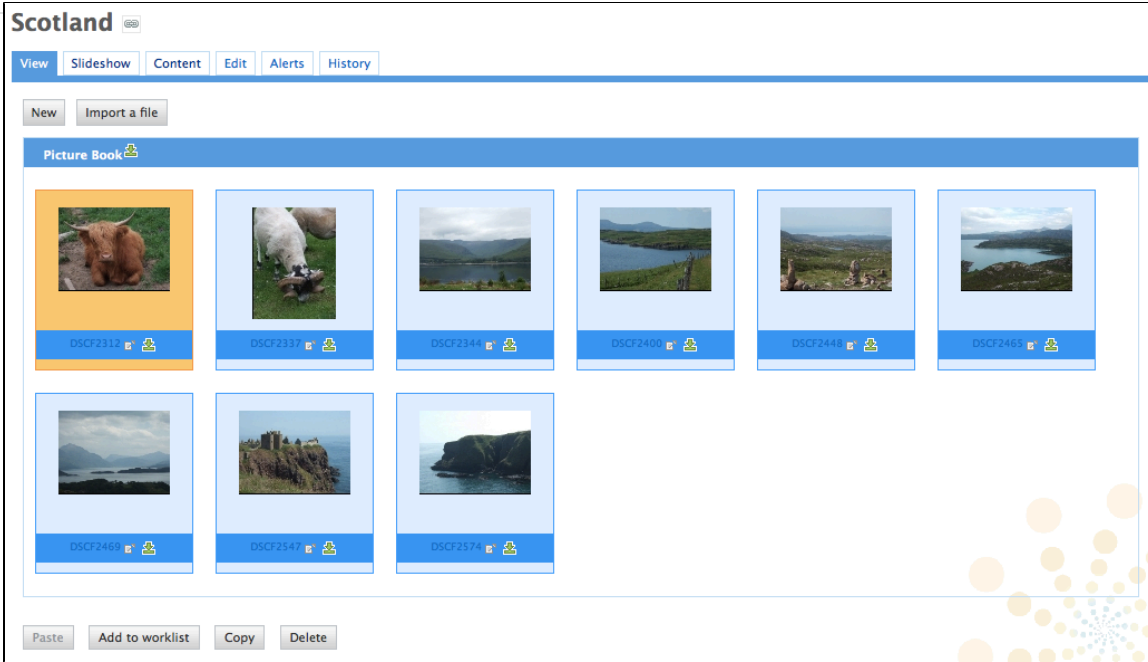 Scotland
View Slideshow Content Edit Alerts History
New Import a file
Picture Book
DSCF2312 DSCF2337 DSCF2344 DSCF2400 DSCF2448 DSCF2465
DSCF2469 DSCF2547 DSCF2574
Paste Add to worklist Copy Delete